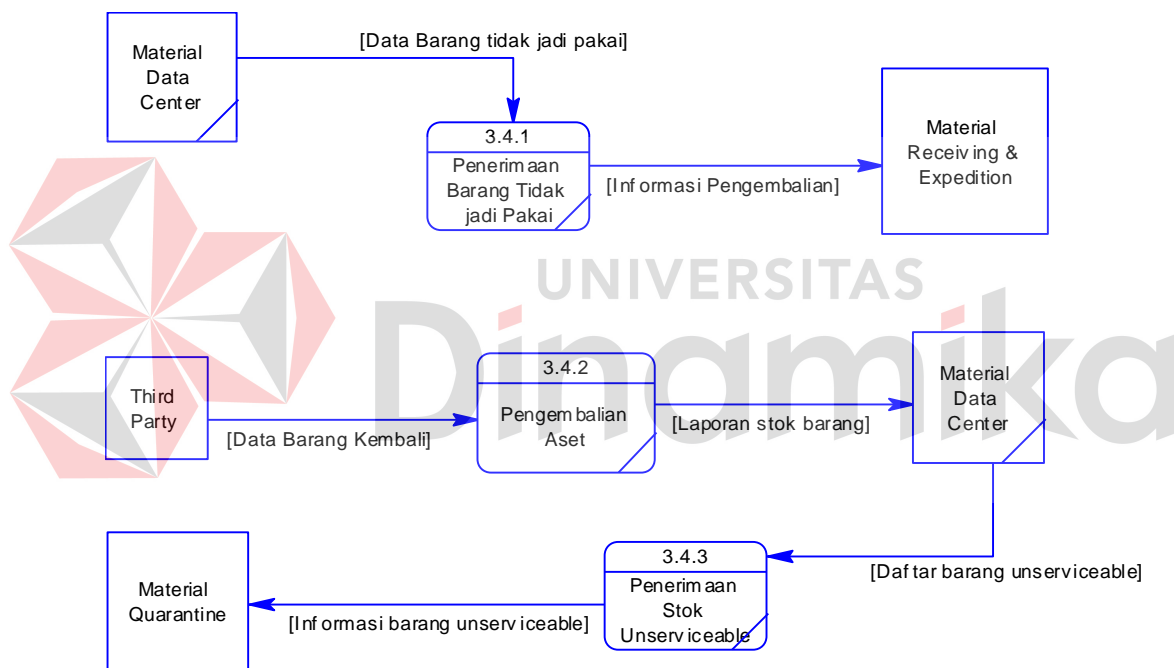 [Data Barang tidak jadi pakai]
Material
Data
Center
3.4.1
Penerimaan
Barang Tidak
jadi Pakai
[Informasi Pengembalian]
Material
Receiving &
Expedition
UNIVERSITAS
Dinamika
Third
Party
[Data Barang Kembali]
3.4.2
Pengembalian
Aset
[Laporan stok barang]
Material
Data
Center
[Daftar barang unserviceable]
3.4.3
Penerimaan
Stok
Unserviceable
[Informasi barang unserviceable]
Material
Quarantine